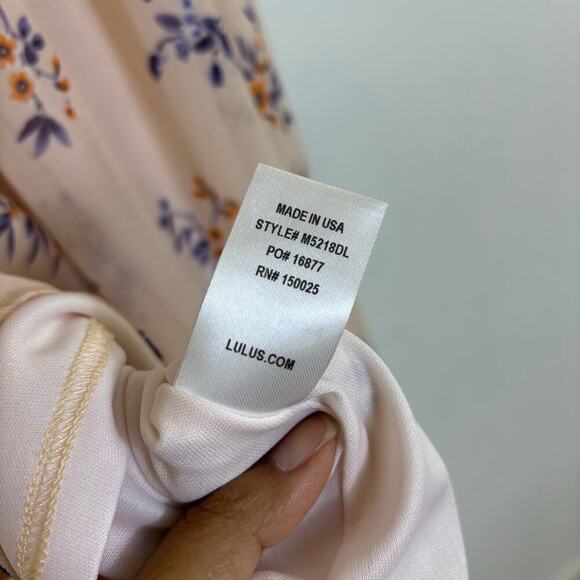 MADE IN USA
STYLE# M5218DL
PO# 16877
RN# 150025
LULUS.COM